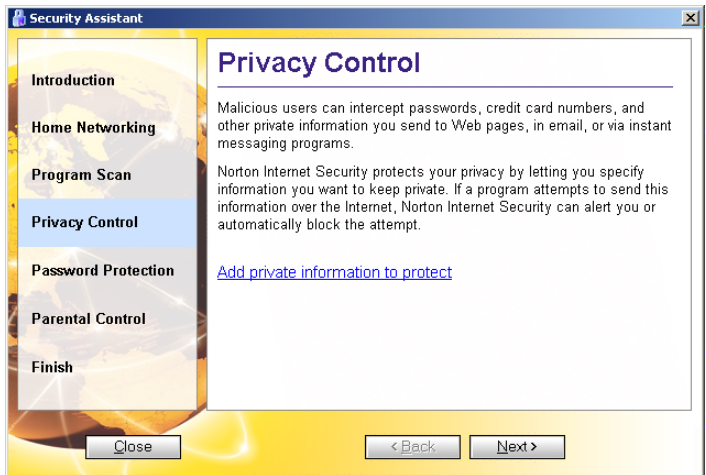 Security Assistant
Introduction
Home Networking
Program Scan
Privacy Control
Password Protection
Parental Control
Finish
Privacy Control
Malicious users can intercept passwords, credit card numbers, and
other private information you send to Web pages, in email, or via instant
messaging programs.
Norton Internet Security protects your privacy by letting you specify
information you want to keep private. If a program attempts to send this
information over the Internet, Norton Internet Security can alert you or
automatically block the attempt.
Add private information to protect
Close
< Back
Next >